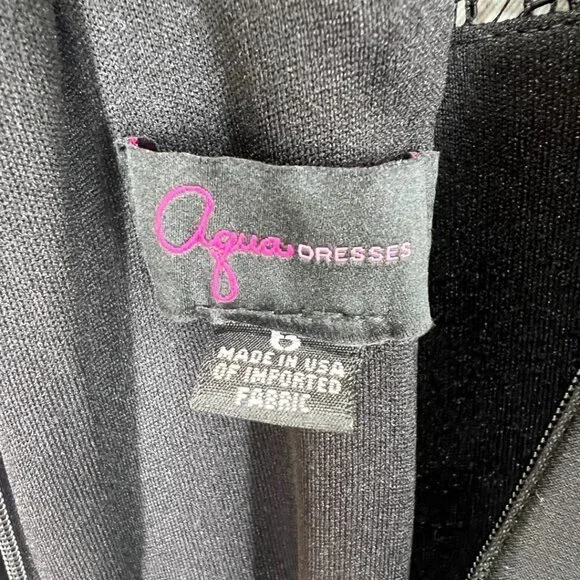 aqua DRESSES
6
MADE IN USA
OF IMPORTED
FABRIC